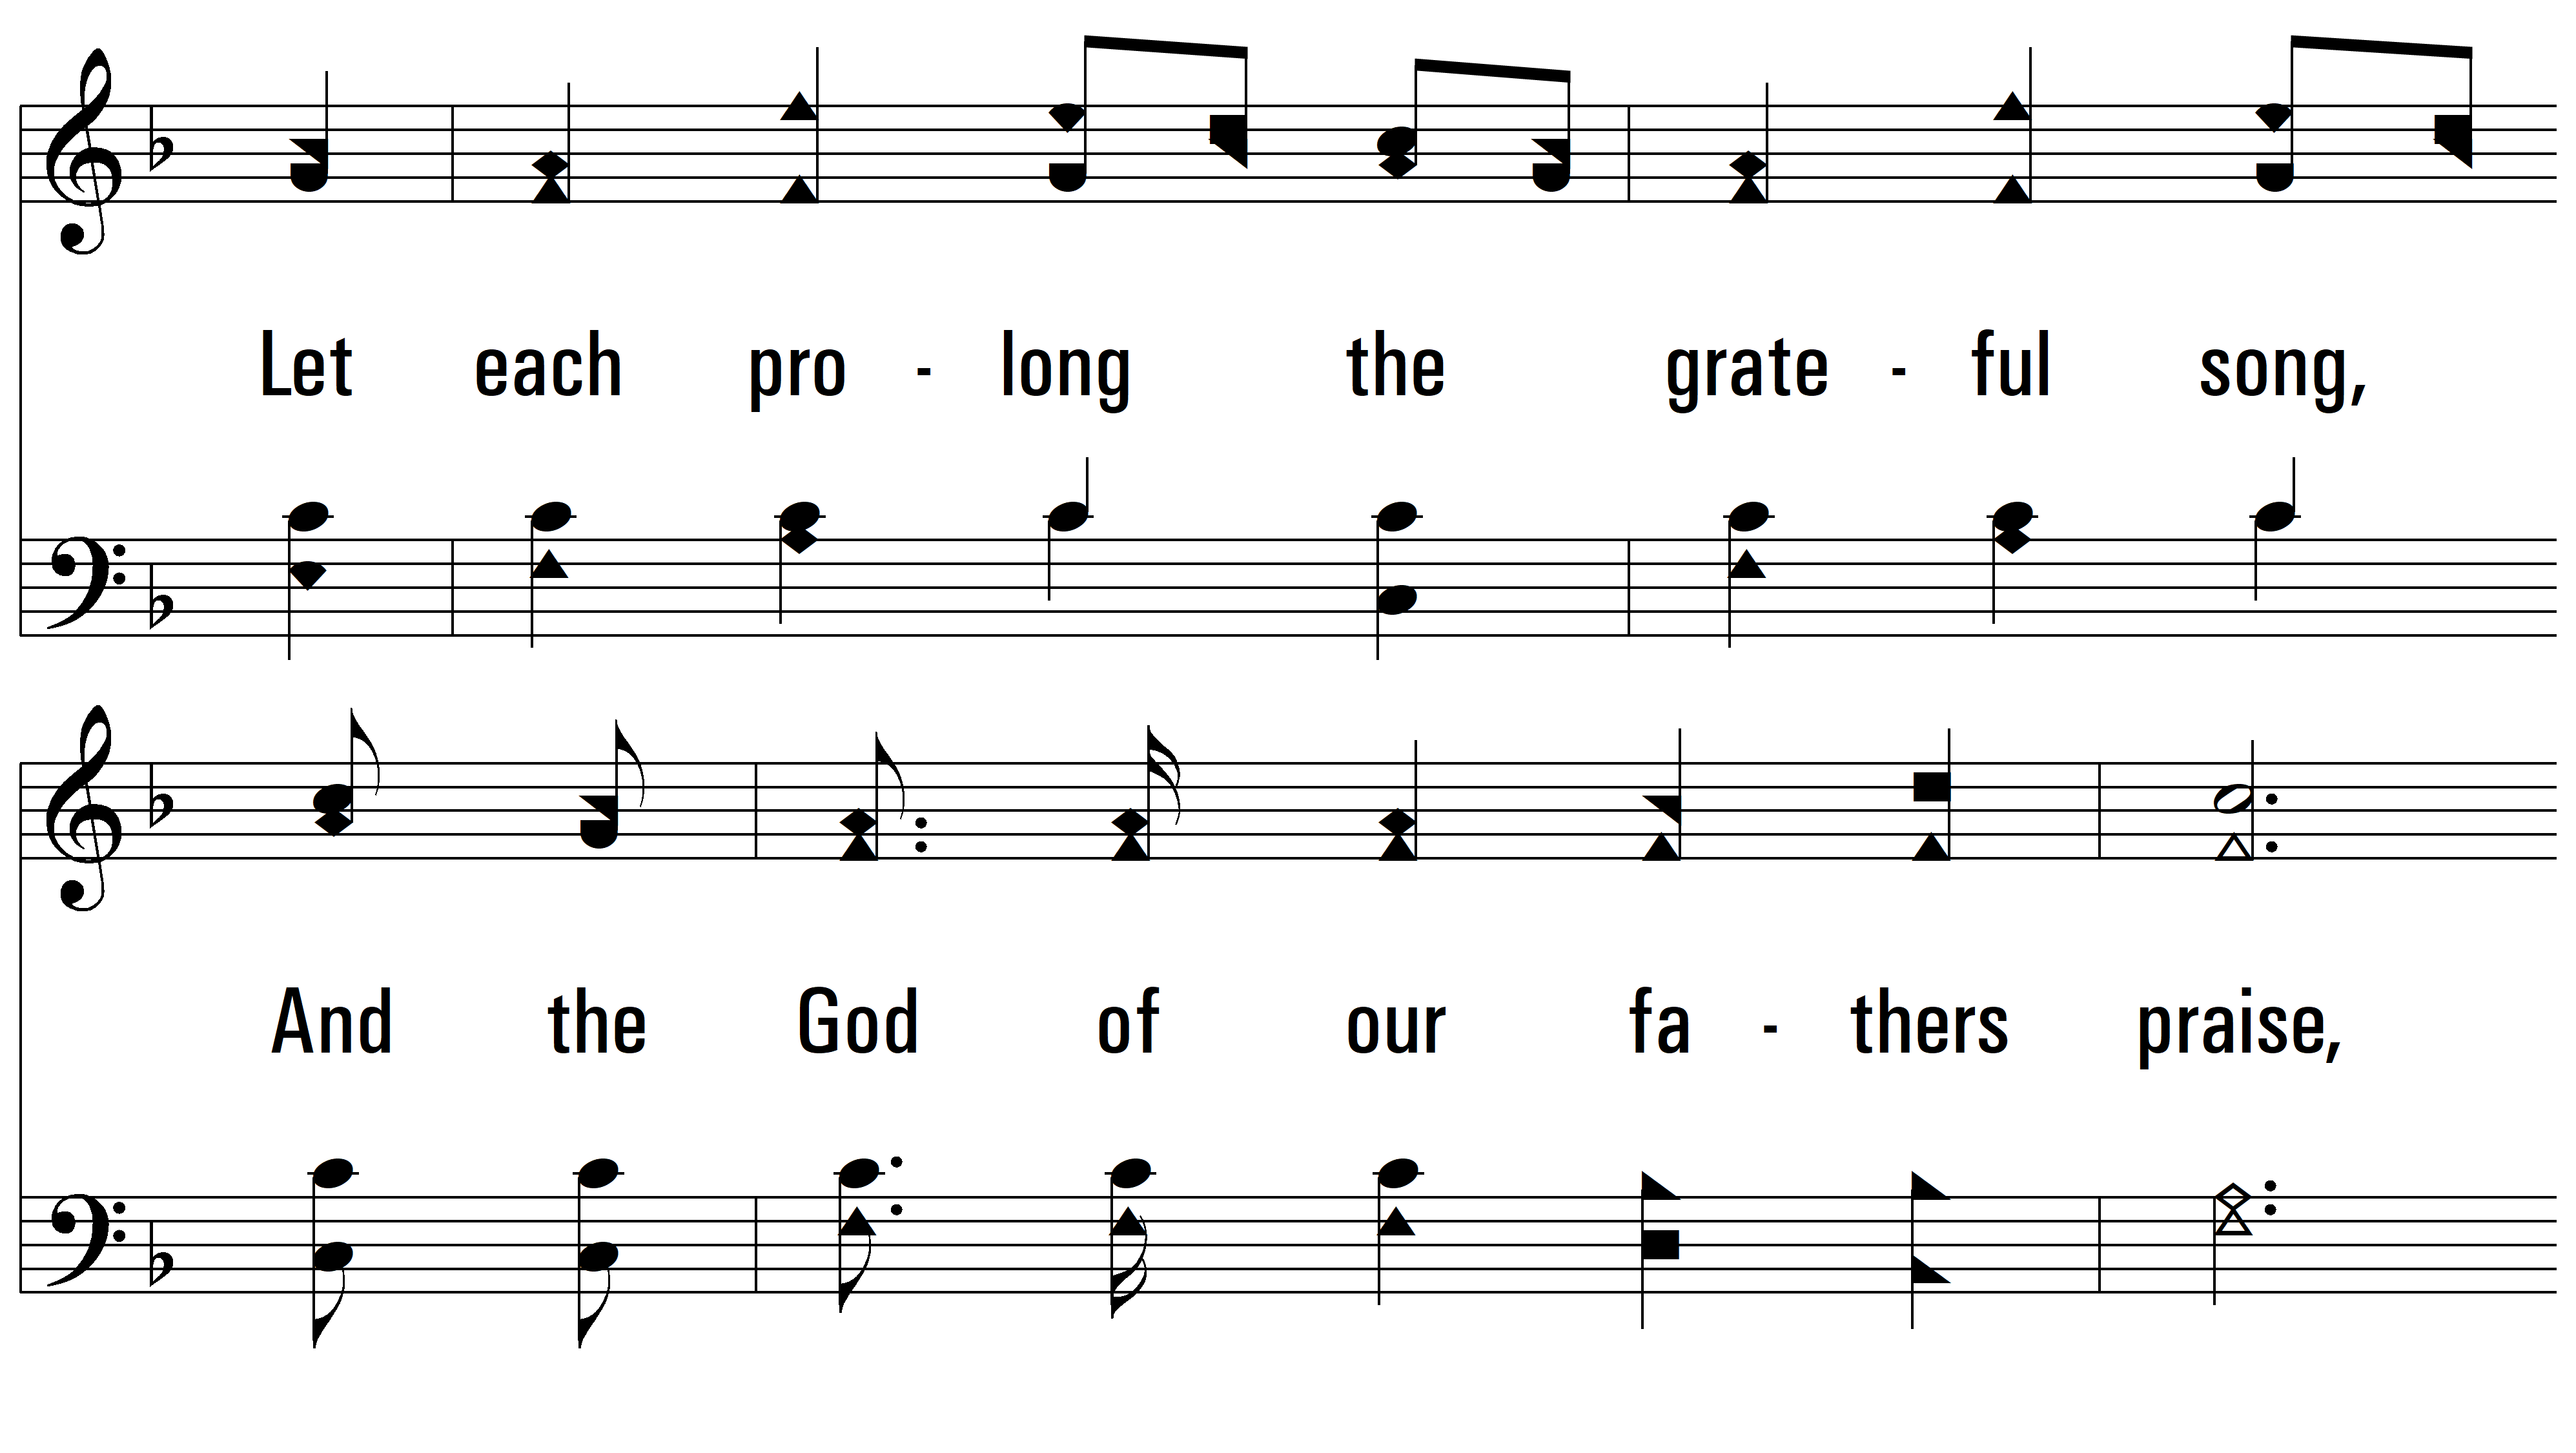 Let each pro - long the grate - ful song,
And the God of our fa - thers praise,